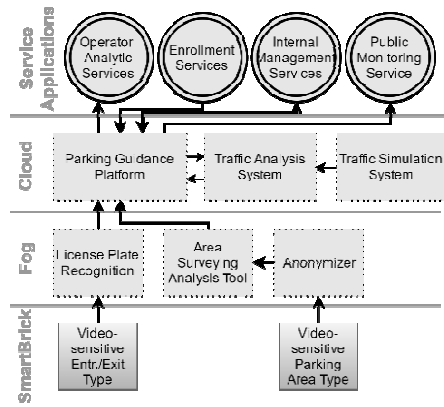 Service
Applications
Operator
Analytic
Services
Enrollment
Services
Internal
Management
Services
Public
Monitoring
Service
Cloud
Parking Guidance
Platform
Traffic Analysis
System
Traffic Simulation
System
Fog
License Plate
Recognition
Area
Surveying
Analysis Tool
Anonymizer
SmartBrick
Video-
sensitive
Entr./Exit
Type
Video-
sensitive
Parking
Area Type